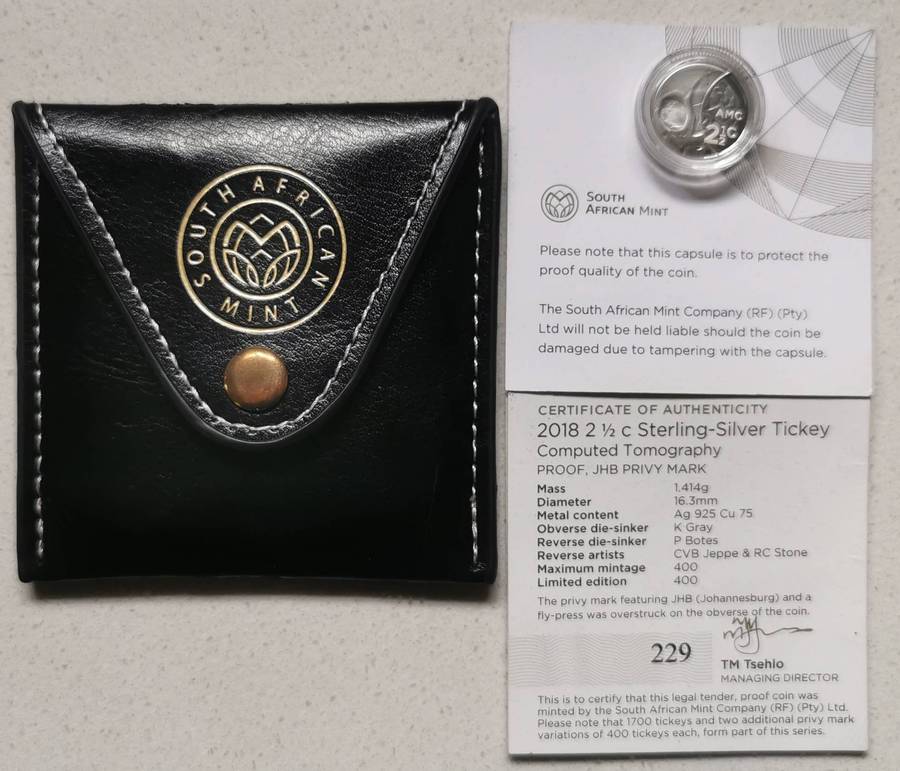 SOUTH AFRICAN MINT
AMC
2½C
SOUTH
AFRICAN MINT
Please note that this capsule is to protect the
proof quality of the coin.
The South African Mint Company (RF) (Pty)
Ltd will not be held liable should the coin be
damaged due to tampering with the capsule.
CERTIFICATE OF AUTHENTICITY
2018 2 ½ c Sterling-Silver Tickey
Computed Tomography
PROOF, JHB PRIVY MARK
Mass 1,414g
Diameter 16.3mm
Metal content Ag 925 Cu 75
Obverse die-sinker K Gray
Reverse die-sinker P Botes
Reverse artists CVB Jeppe & RC Stone
Maximum mintage 400
Limited edition 400
The privy mark featuring JHB (Johannesburg) and a
fly-press was overstruck on the obverse of the coin.
229
TM Tsehlo
MANAGING DIRECTOR
This is to certify that this legal tender, proof coin was
minted by the South African Mint Company (RF) (Pty) Ltd.
Please note that 1700 tickeys and two additional privy mark
variations of 400 tickeys each, form part of this series.